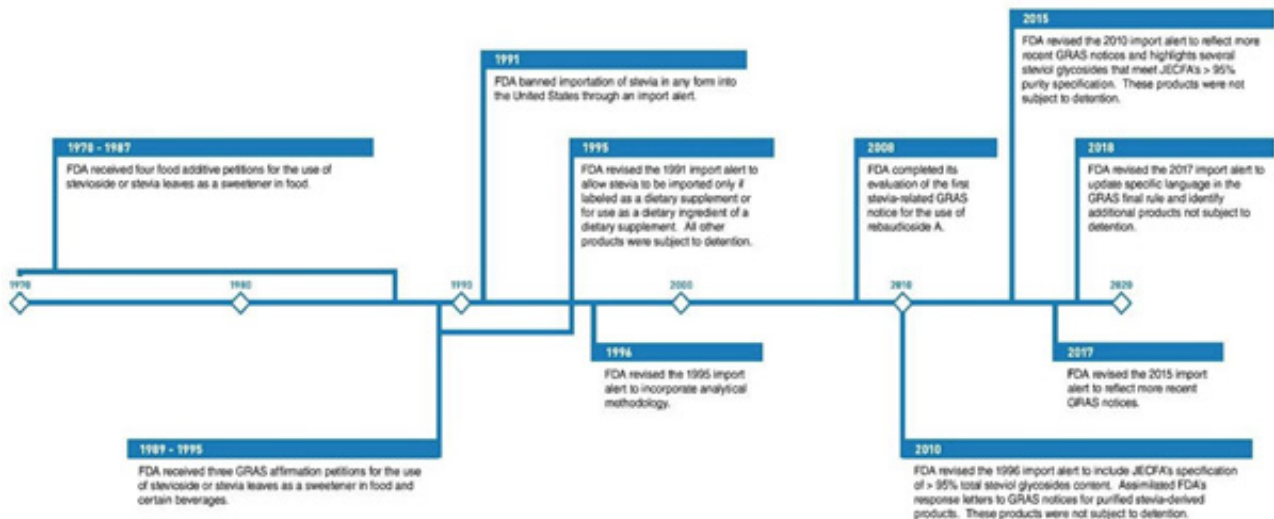 2015
FDA revised the 2010 import alert to reflect more
recent GRAS notices and highlights several
steviol glycosides that meet JECFA's > 95%
purity specification. These products were not
subject to detention.
1991
FDA banned importation of stevia in any form into
the United States through an import alert.
1970 - 1987
FDA received four food additive petitions for the use of
stevioside or stevia leaves as a sweetener in food.
1995
FDA revised the 1991 import alert to
allow stevia to be imported only if
labeled as a dietary supplement or
for use as a dietary ingredient of a
dietary supplement. All other
products were subject to detention.
2008
FDA completed its
evaluation of the first
stevia-related GRAS
notice for the use of
rebaudioside A.
2018
FDA revised the 2017 import alert to
update specific language in the
GRAS final rule and identify
additional products not subject to
detention.
1970
1980
1990
2000
2010
2020
1996
FDA revised the 1995 import
alert to incorporate analytical
methodology.
2017
FDA revised the 2015 import
alert to reflect more recent
GRAS notices.
1989 - 1995
FDA received three GRAS affirmation petitions for the use
of stevioside or stevia leaves as a sweetener in food and
certain beverages.
2010
FDA revised the 1996 import alert to include JECFA's specification
of > 95% total steviol glycosides content. Assimilated FDA's
response letters to GRAS notices for purified stevia-derived
products. These products were not subject to detention.